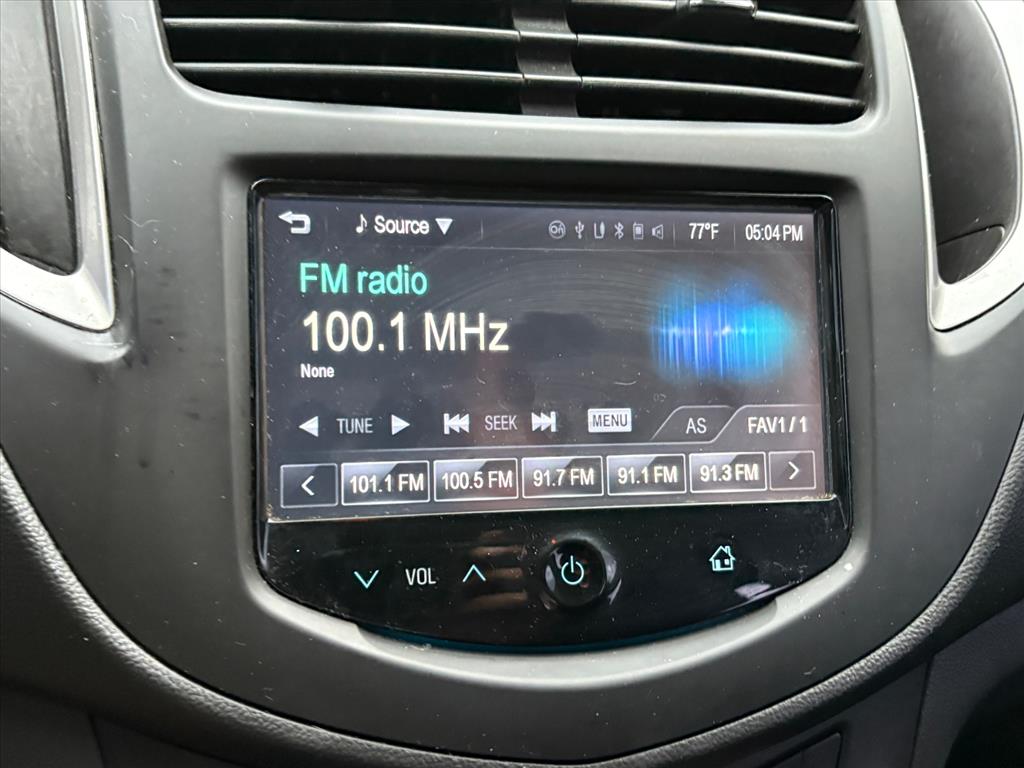 Source 77°F 05:04 PM
FM radio
100.1 MHz
None
TUNE SEEK MENU AS FAV1/1
101.1 FM 100.5 FM 91.7 FM 91.1 FM 91.3 FM
VOL